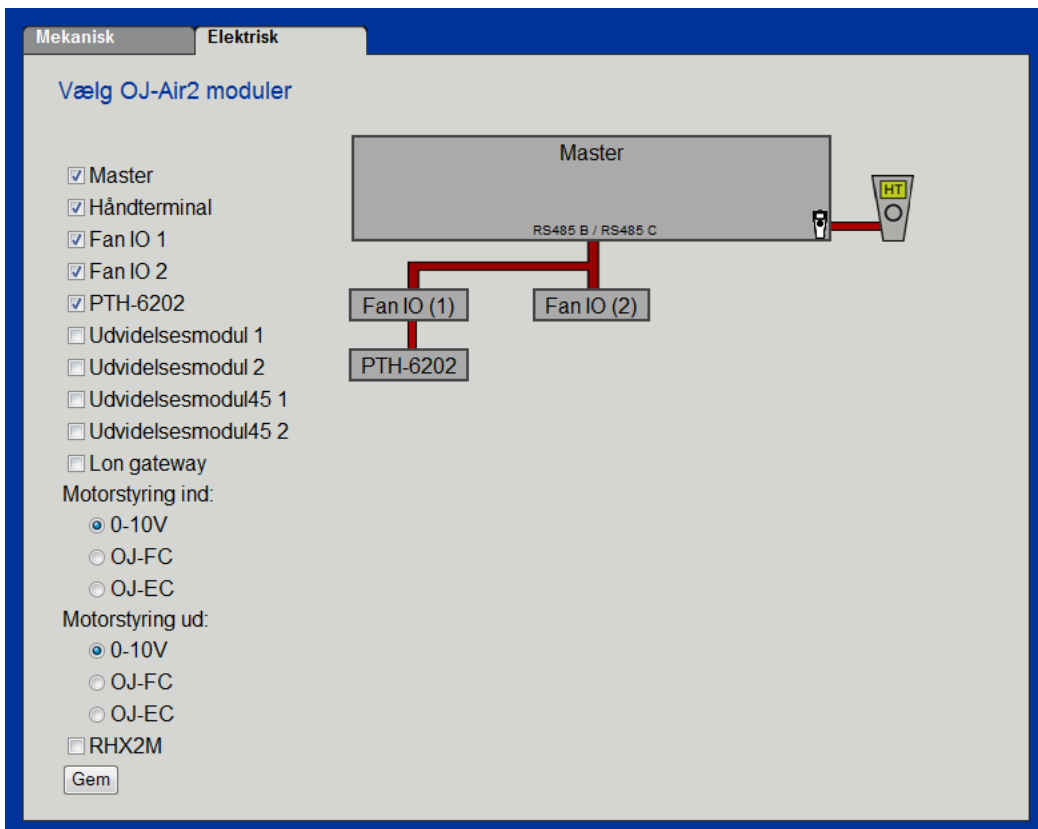 Mekanisk
Elektrisk
Vælg OJ-Air2 moduler
Master
Håndterminal
Fan IO 1
Fan IO 2
PTH-6202
Udvidelsesmodul 1
Udvidelsesmodul 2
Udvidelsesmodul45 1
Udvidelsesmodul45 2
Lon gateway
Motorstyring ind:
0-10V
OJ-FC
OJ-EC
Motorstyring ud:
0-10V
OJ-FC
OJ-EC
RHX2M
Gem
Master
RS485 B / RS485 C
HT
Fan IO (1)
Fan IO (2)
PTH-6202